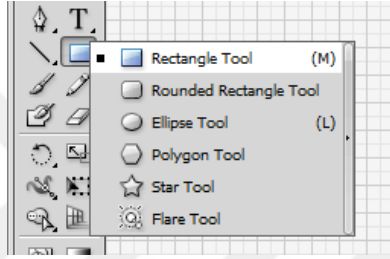 T
Rectangle Tool (M)
Rounded Rectangle Tool
Ellipse Tool (L)
Polygon Tool
Star Tool
Flare Tool